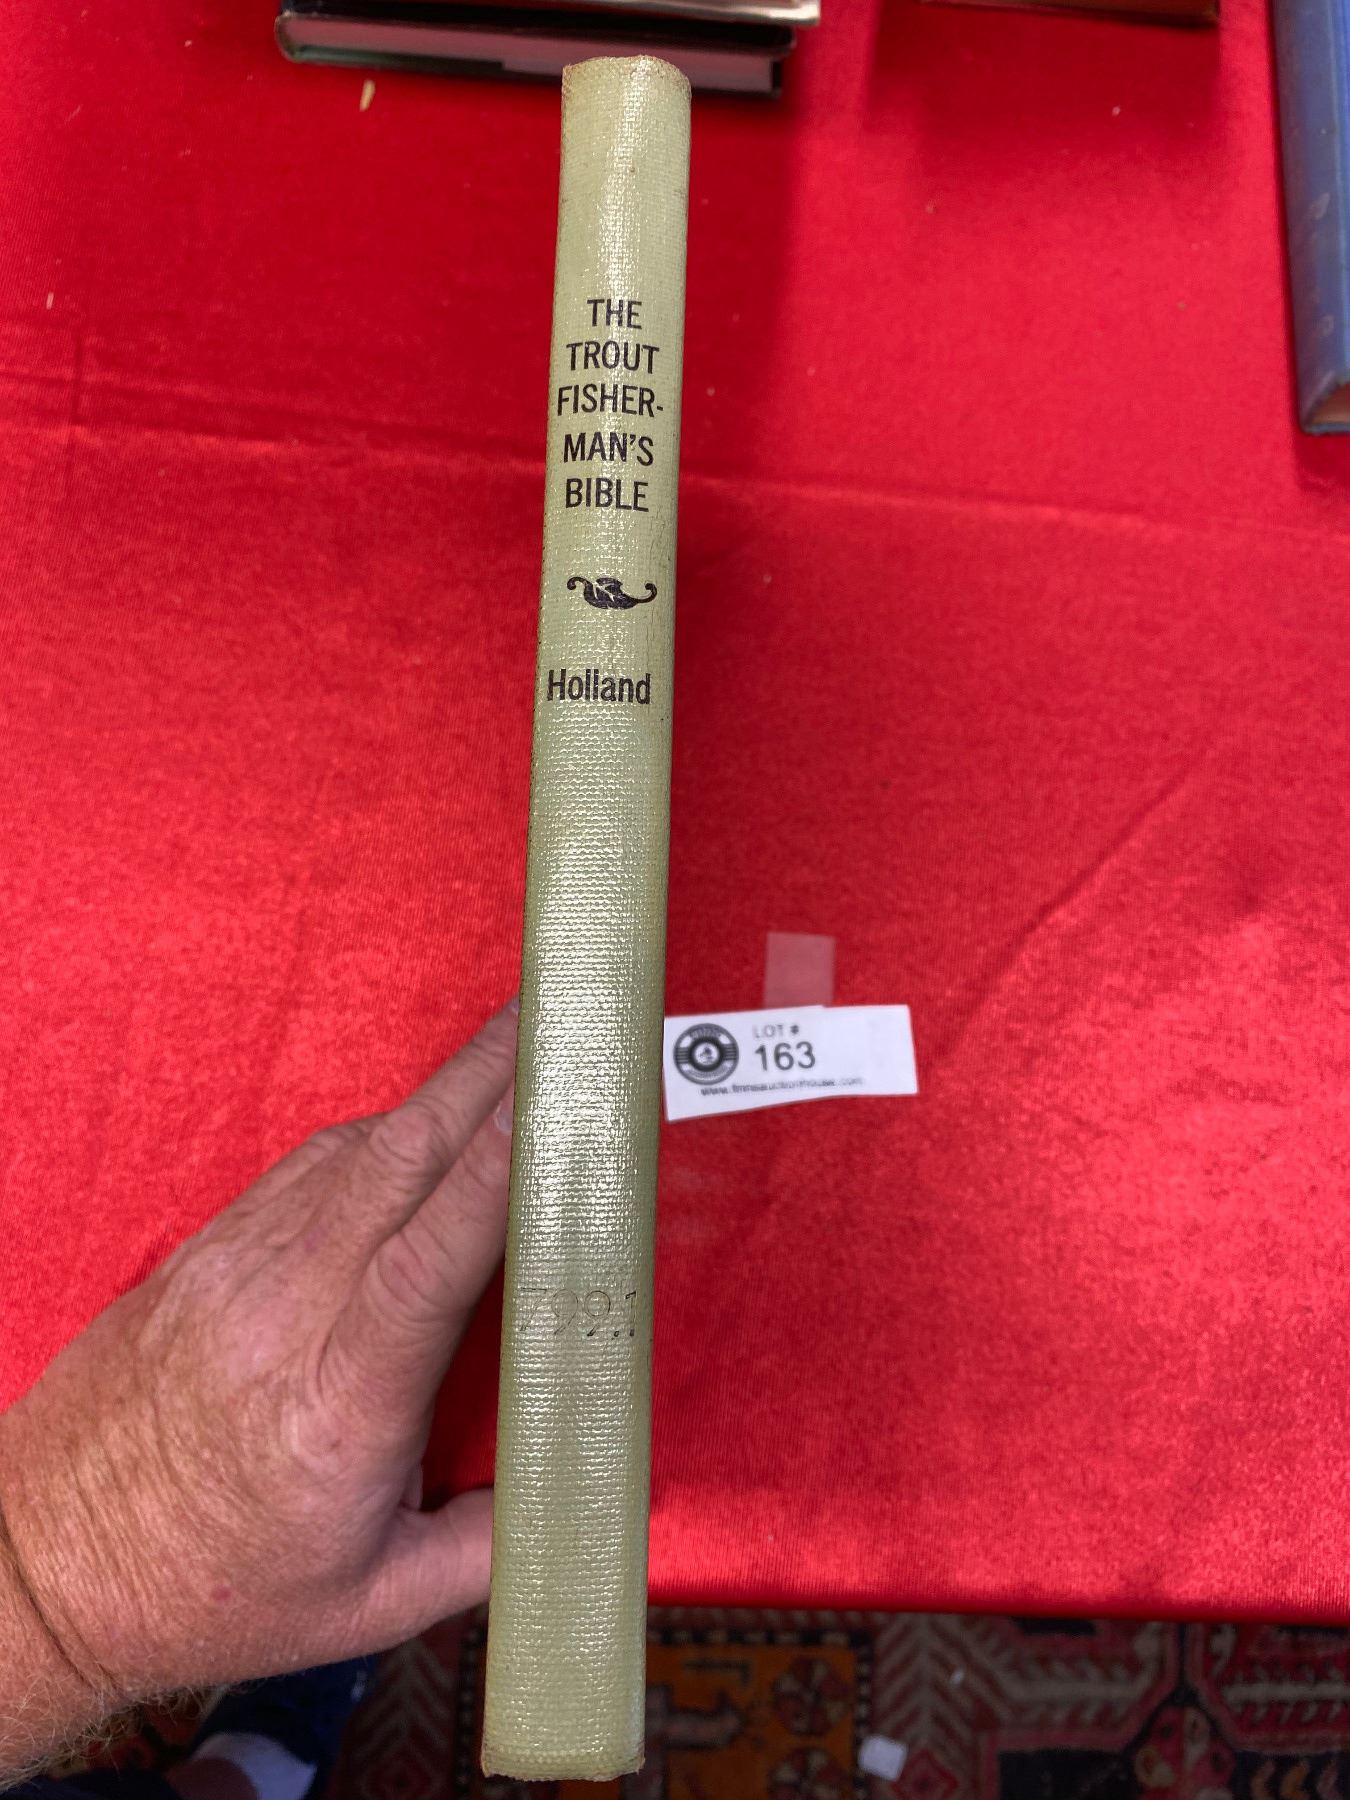 THE
TROUT
FISHER-
MAN'S
BIBLE
Holland
LOT #
163
799.1